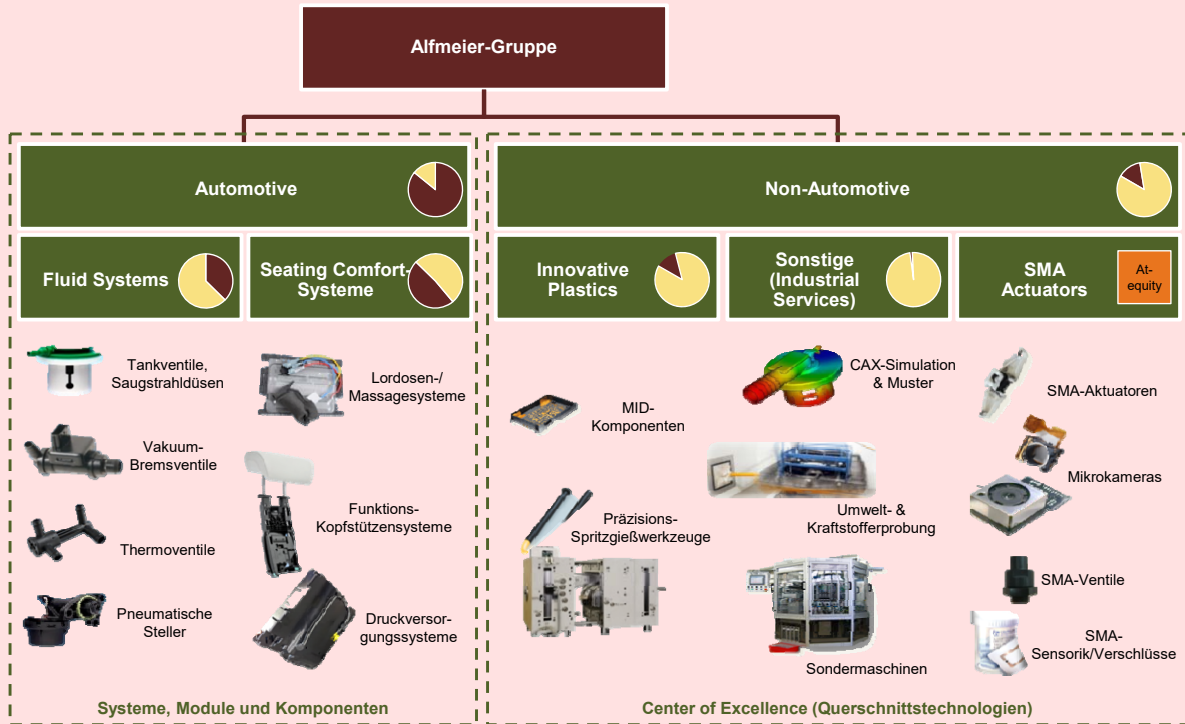 Alfmeier-Gruppe
Automotive
Non-Automotive
Fluid Systems
Seating Comfort-
Systeme
Innovative
Plastics
Sonstige
(Industrial
Services)
SMA
Actuators
At-
equity
Tankventile,
Saugstrahldüsen
Vakuum-
Bremsventile
Thermoventile
Pneumatische
Steller
Lordosen-/
Massagesysteme
Funktions-
Kopfstützensysteme
Druckversor-
gungssysteme
MID-
Komponenten
Präzisions-
Spritzgießwerkzeuge
CAX-Simulation
& Muster
Umwelt- &
Kraftstofferprobung
Sondermaschinen
SMA-Aktuatoren
Mikrokameras
SMA-Ventile
SMA-
Sensorik/Verschlüsse
Systeme, Module und Komponenten
Center of Excellence (Querschnittstechnologien)